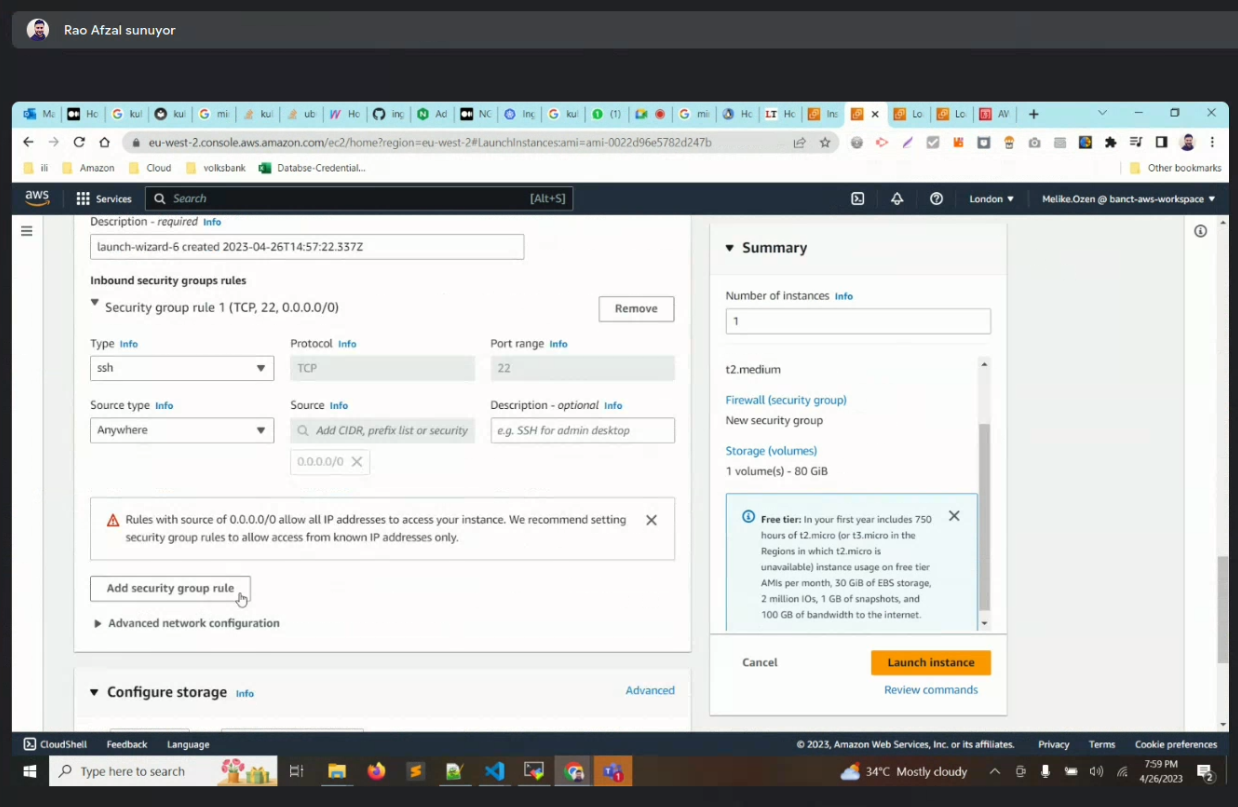 Rao Afzal sunuyor
Ma Hc kul kul mi kul ub Hc inç Ad NC Inç kul (1) mi Hc Hc Ins Lo Lo AV
eu-west-2.console.aws.amazon.com/ec2/home?region=eu-west-2#LaunchInstances:ami=ami-0022d96e5782d247b
ili Amazon Cloud volksbank Databse-Credential... Other bookmarks
aws Services Search [Alt+S] London ▼ Melike.Ozen @ banct-aws-workspace ▼
Description - required Info
launch-wizard-6 created 2023-04-26T14:57:22.337Z
Inbound security groups rules
▼ Security group rule 1 (TCP, 22, 0.0.0.0/0) Remove
Type Info Protocol Info Port range Info
ssh TCP 22
Source type Info Source Info Description - optional Info
Anywhere Add CIDR, prefix list or security e.g. SSH for admin desktop
0.0.0.0/0
Rules with source of 0.0.0.0/0 allow all IP addresses to access your instance. We recommend setting
security group rules to allow access from known IP addresses only.
Add security group rule
Advanced network configuration
Configure storage Info Advanced
Summary
Number of instances Info
1
t2.medium
Firewall (security group)
New security group
Storage (volumes)
1 volume(s) - 80 GiB
Free tier: In your first year includes 750
hours of t2.micro (or t3.micro in the
Regions in which t2.micro is
unavailable) instance usage on free tier
AMIs per month, 30 GiB of EBS storage,
2 million IOs, 1 GB of snapshots, and
100 GB of bandwidth to the internet.
Cancel Launch instance
Review commands
CloudShell Feedback Language © 2023, Amazon Web Services, Inc. or its affiliates. Privacy Terms Cookie preferences
Type here to search 34°C Mostly cloudy 7:59 PM
4/26/2023 2